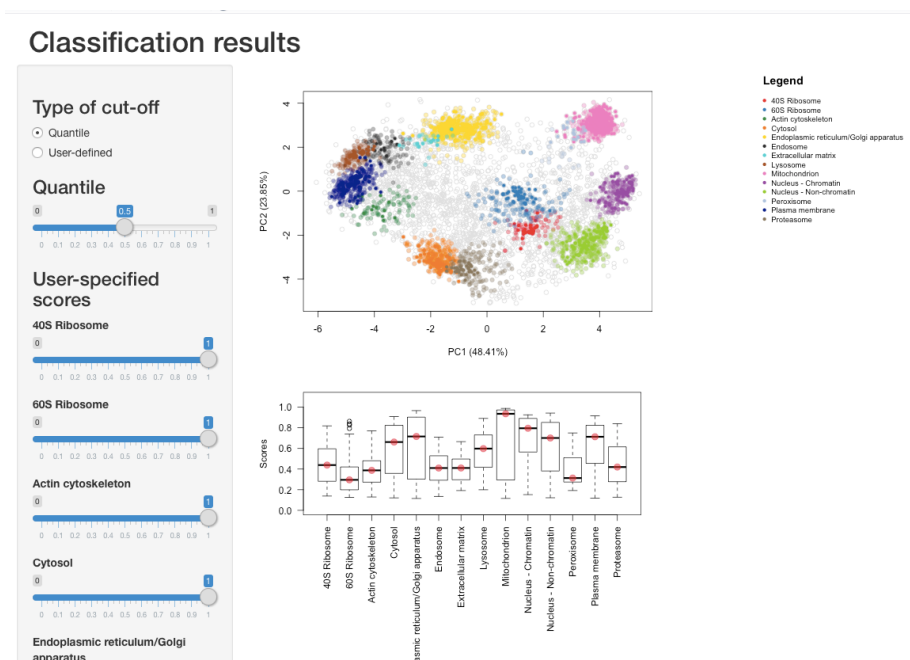 Classification results
Type of cut-off
Quantile
User-defined
Quantile
0 0.5 1
0 0.1 0.2 0.3 0.4 0.5 0.6 0.7 0.8 0.9 1
User-specified
scores
40S Ribosome
0 1
0 0.1 0.2 0.3 0.4 0.5 0.6 0.7 0.8 0.9 1
60S Ribosome
0 1
0 0.1 0.2 0.3 0.4 0.5 0.6 0.7 0.8 0.9 1
Actin cytoskeleton
0 1
0 0.1 0.2 0.3 0.4 0.5 0.6 0.7 0.8 0.9 1
Cytosol
0 1
0 0.1 0.2 0.3 0.4 0.5 0.6 0.7 0.8 0.9 1
Endoplasmic reticulum/Golgi
apparatus
PC2 (23.85%)
4
2
0
-2
-4
-6 -4 -2 0 2 4
PC1 (48.41%)
Legend
40S Ribosome
60S Ribosome
Actin cytoskeleton
Cytosol
Endoplasmic reticulum/Golgi apparatus
Endosome
Extracellular matrix
Lysosome
Mitochondrion
Nucleus - Chromatin
Nucleus - Non-chromatin
Peroxisome
Plasma membrane
Proteasome
Scores
1.0
0.8
0.6
0.4
0.2
0.0
40S Ribosome
60S Ribosome
Actin cytoskeleton
Cytosol
asmic reticulum/Golgi apparatus
Endosome
Extracellular matrix
Lysosome
Mitochondrion
Nucleus - Chromatin
Nucleus - Non-chromatin
Peroxisome
Plasma membrane
Proteasome